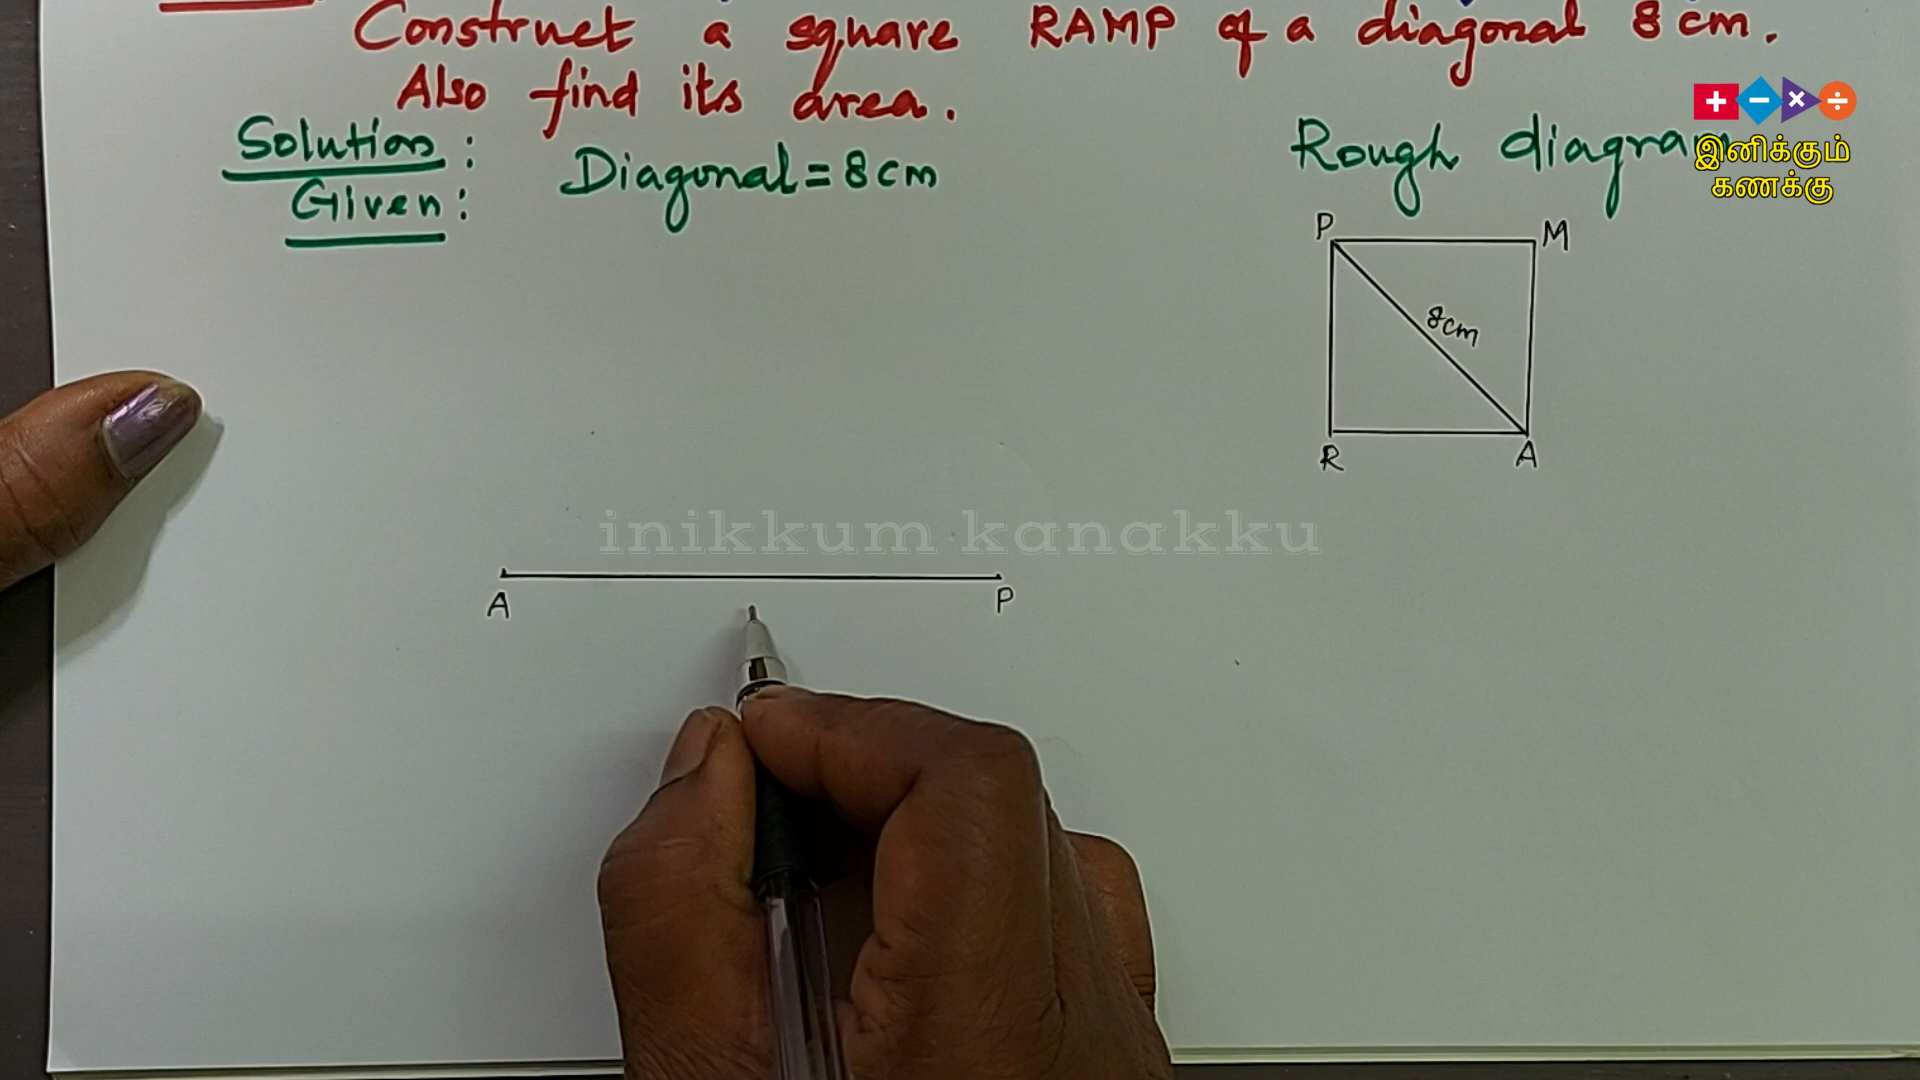 Construct a square RAMP of a diagonal 8 cm.
Also find its area.
Solution:
Given: Diagonal = 8 cm
Rough diagram
+ − × ÷
இனிக்கும்
கணக்கு
P M
8cm
R A
inikkum kanakku
A P